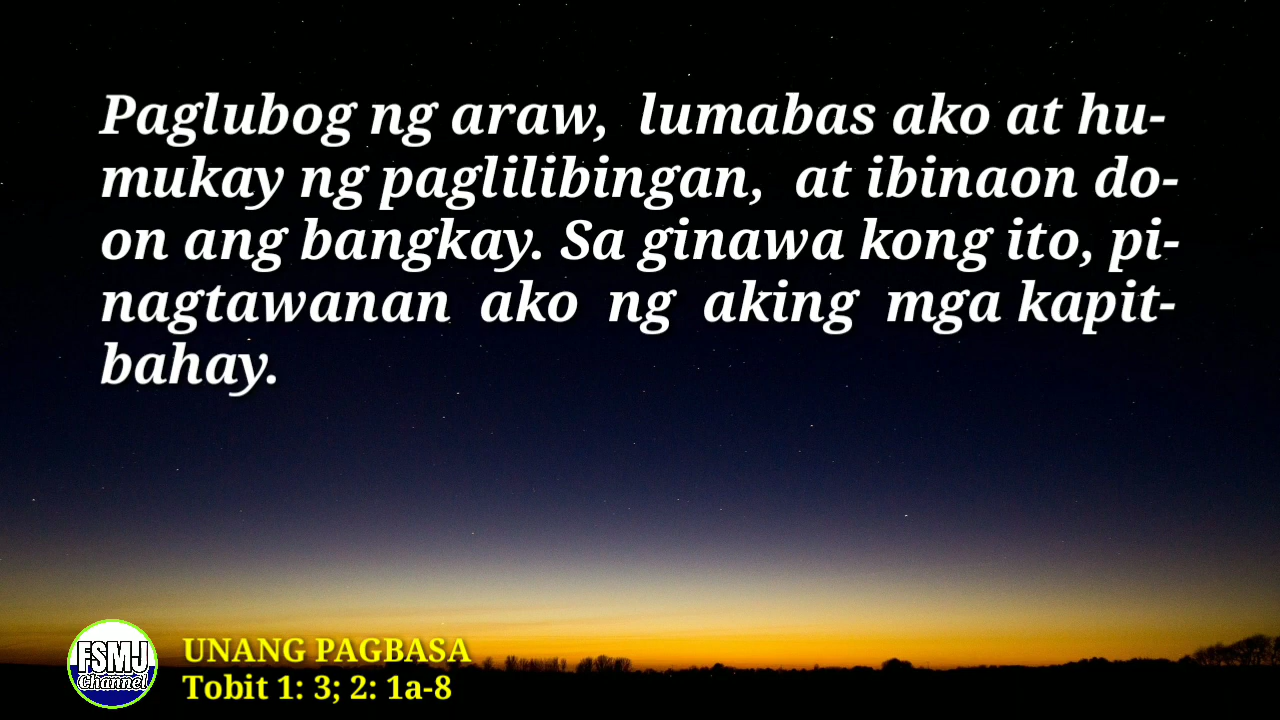 Paglubog ng araw, lumabas ako at hu-
mukay ng paglilibingan, at ibinaon do-
on ang bangkay. Sa ginawa kong ito, pi-
nagtawanan ako ng aking mga kapit-
bahay.
FSMJ
Channel
UNANG PAGBASA
Tobit 1: 3; 2: 1a-8